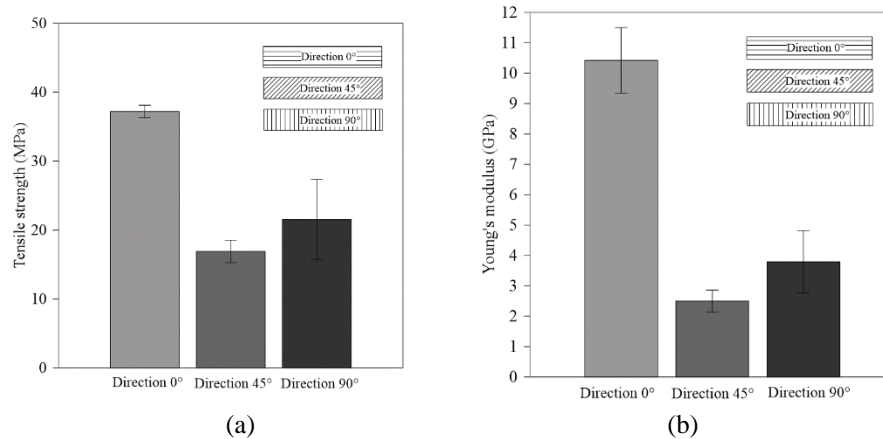 50
40
30
20
10
0
Tensile strength (MPa)
Direction 0°
Direction 45°
Direction 90°
Direction 0° Direction 45° Direction 90°
(a)
12
11
10
9
8
7
6
5
4
3
2
1
0
Young's modulus (GPa)
Direction 0°
Direction 45°
Direction 90°
Direction 0° Direction 45° Direction 90°
(b)